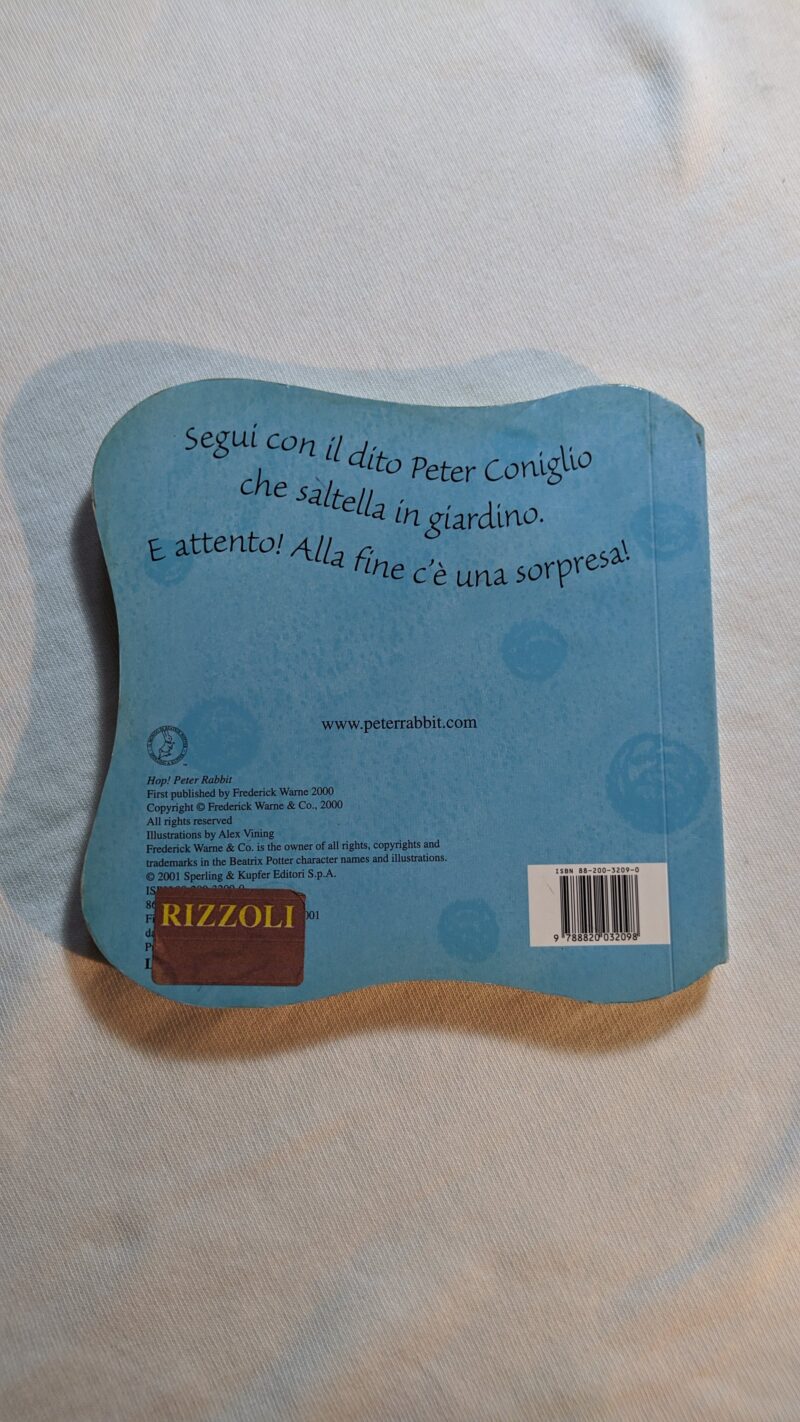 Segui con il dito Peter Coniglio
che saltella in giardino.
E attento! Alla fine c'è una sorpresa!
www.peterrabbit.com
Hop! Peter Rabbit
First published by Frederick Warne 2000
Copyright © Frederick Warne & Co., 2000
All rights reserved
Illustrations by Alex Vining
Frederick Warne & Co. is the owner of all rights, copyrights and
trademarks in the Beatrix Potter character names and illustrations.
© 2001 Sperling & Kupfer Editori S.p.A.
RIZZOLI
ISBN 88-200-3209-0
9 788820 032098